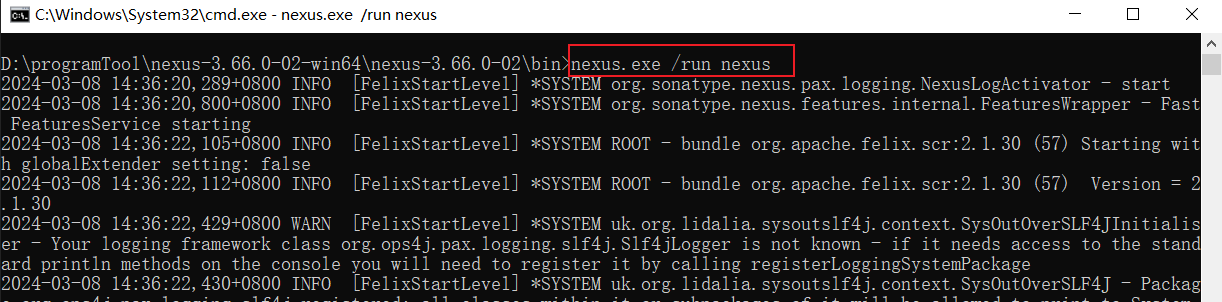 C:\Windows\System32\cmd.exe - nexus.exe  /run nexus
D:\programTool\nexus-3.66.0-02-win64\nexus-3.66.0-02\bin>nexus.exe /run nexus
2024-03-08 14:36:20,289+0800 INFO  [FelixStartLevel] *SYSTEM org.sonatype.nexus.pax.logging.NexusLogActivator - start
2024-03-08 14:36:20,800+0800 INFO  [FelixStartLevel] *SYSTEM org.sonatype.nexus.features.internal.FeaturesWrapper - Fast
 FeaturesService starting
2024-03-08 14:36:22,105+0800 INFO  [FelixStartLevel] *SYSTEM ROOT - bundle org.apache.felix.scr:2.1.30 (57) Starting wit
h globalExtender setting: false
2024-03-08 14:36:22,112+0800 INFO  [FelixStartLevel] *SYSTEM ROOT - bundle org.apache.felix.scr:2.1.30 (57)  Version = 2
.1.30
2024-03-08 14:36:22,429+0800 WARN  [FelixStartLevel] *SYSTEM uk.org.lidalia.sysoutslf4j.context.SysOutOverSLF4JInitialis
er - Your logging framework class org.ops4j.pax.logging.slf4j.Slf4jLogger is not known - if it needs access to the stand
ard println methods on the console you will need to register it by calling registerLoggingSystemPackage
2024-03-08 14:36:22,430+0800 INFO  [FelixStartLevel] *SYSTEM uk.org.lidalia.sysoutslf4j.context.SysOutOverSLF4J - Packag